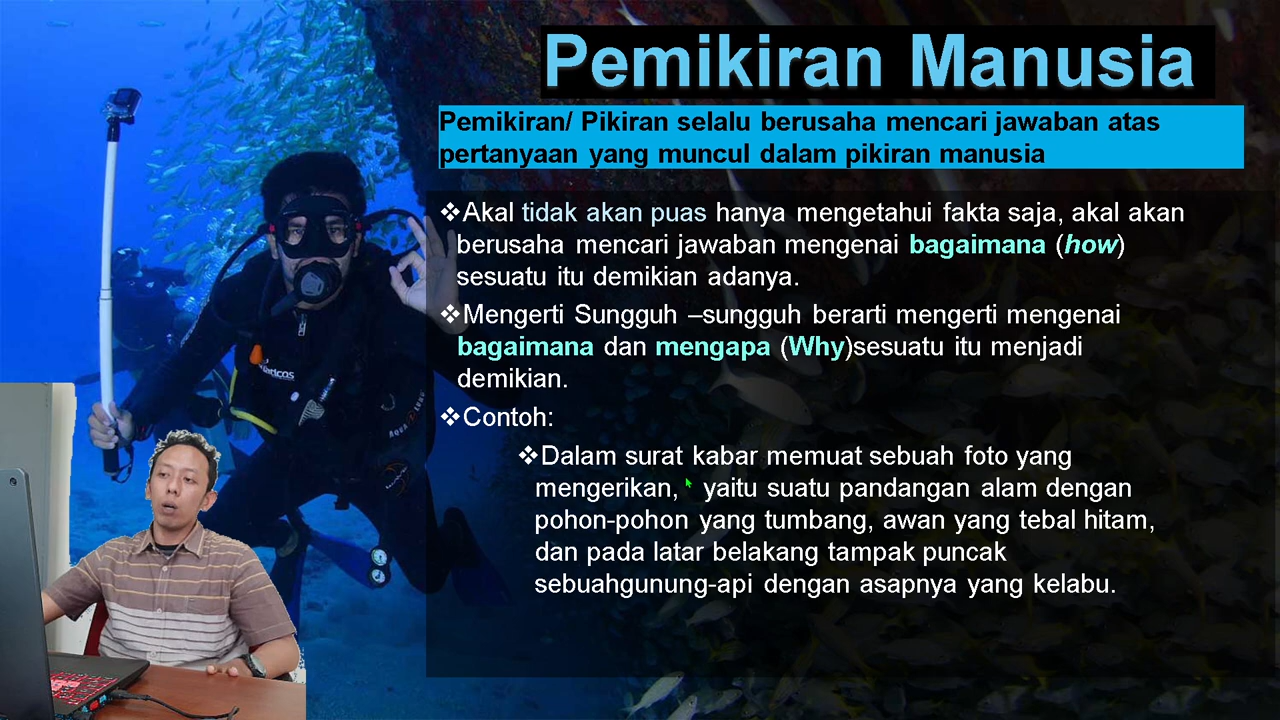 Pemikiran Manusia
Pemikiran/ Pikiran selalu berusaha mencari jawaban atas
pertanyaan yang muncul dalam pikiran manusia
❖Akal tidak akan puas hanya mengetahui fakta saja, akal akan
berusaha mencari jawaban mengenai bagaimana (how)
sesuatu itu demikian adanya.
❖Mengerti Sungguh –sungguh berarti mengerti mengenai
bagaimana dan mengapa (Why)sesuatu itu menjadi
demikian.
❖Contoh:
❖Dalam surat kabar memuat sebuah foto yang
mengerikan, yaitu suatu pandangan alam dengan
pohon-pohon yang tumbang, awan yang tebal hitam,
dan pada latar belakang tampak puncak
sebuahgunung-api dengan asapnya yang kelabu.